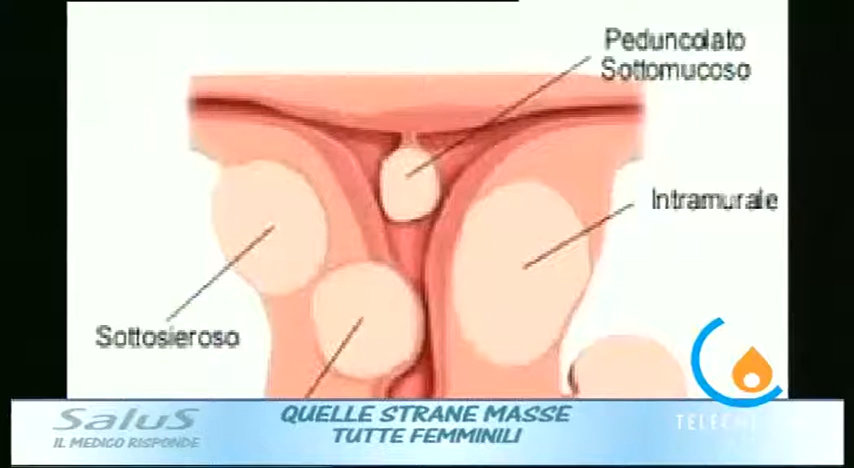 Peduncolato
Sottomucoso
Intramurale
Sottosieroso
SaluS
IL MEDICO RISPONDE
QUELLE STRANE MASSE
TUTTE FEMMINILI